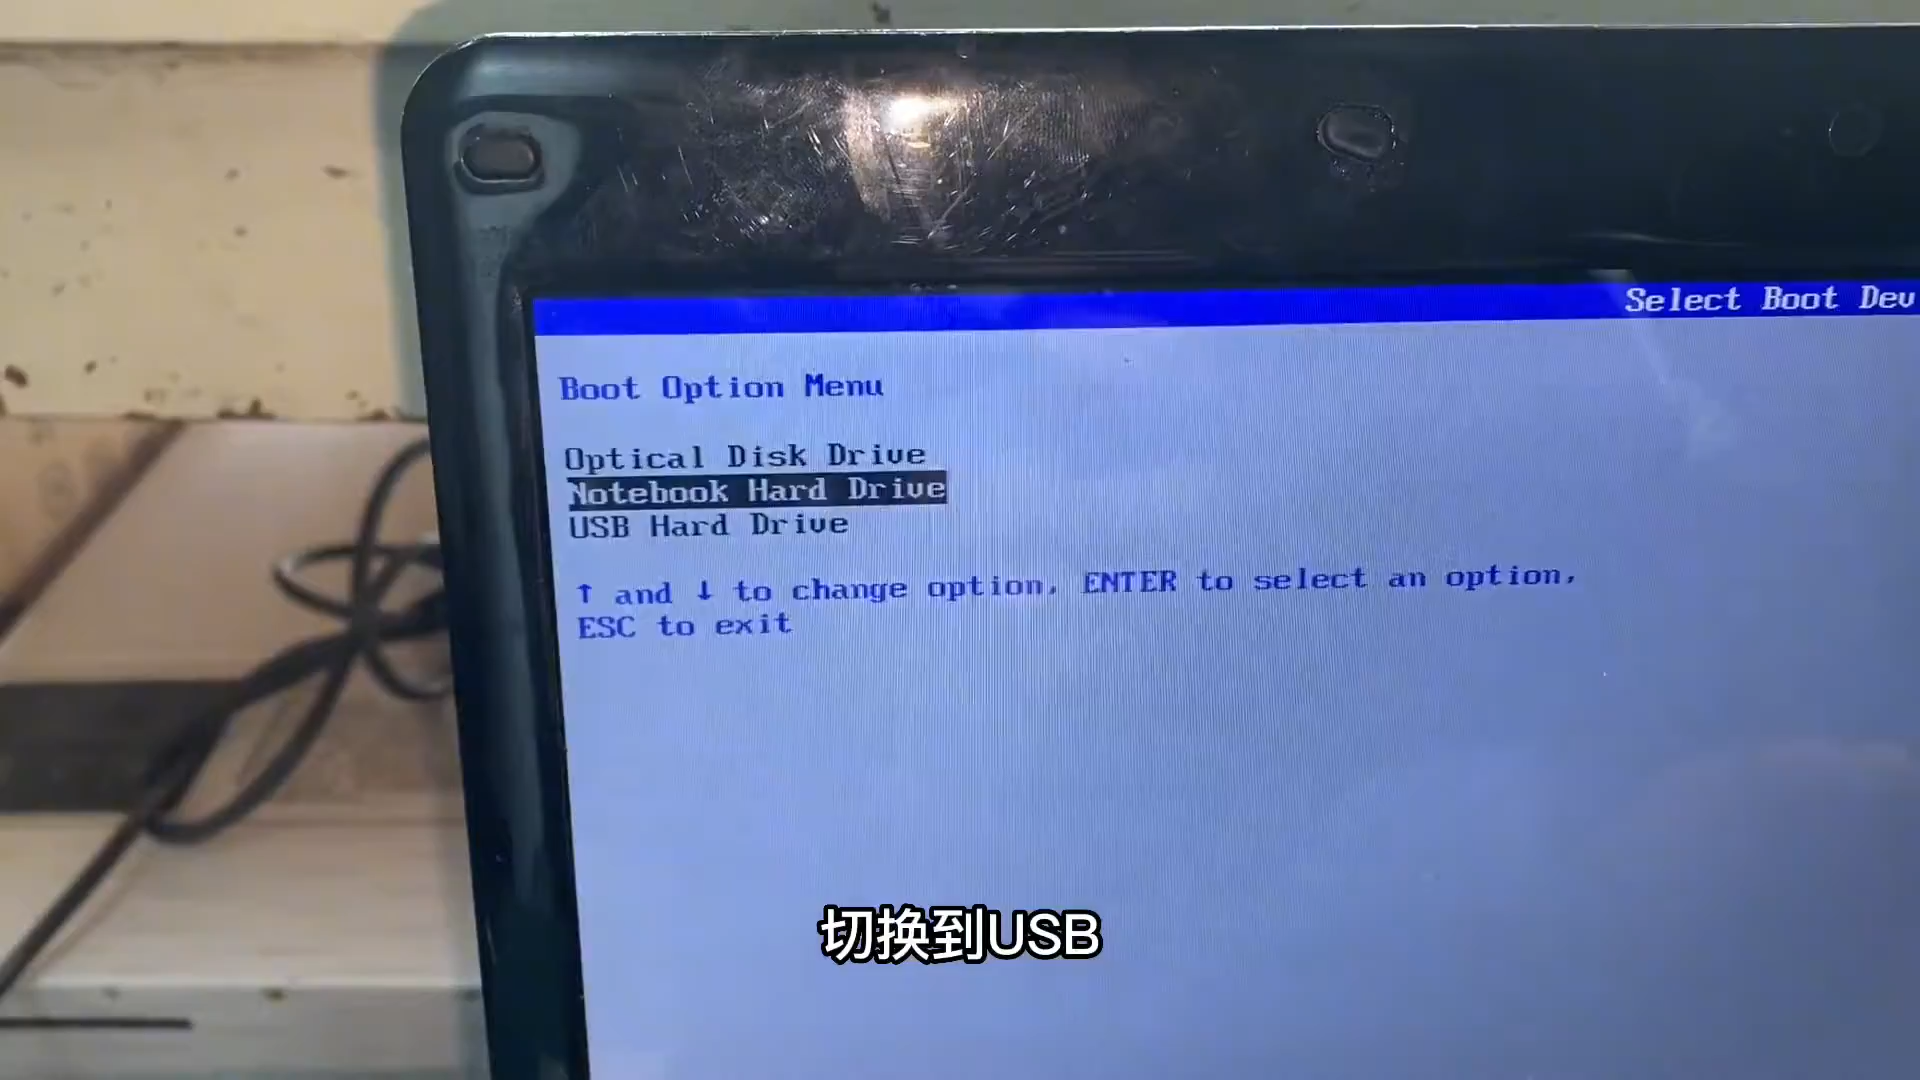 Select Boot Dev
Boot Option Menu
Optical Disk Drive
Notebook Hard Drive
USB Hard Drive
↑ and ↓ to change option, ENTER to select an option,
ESC to exit
切换到USB